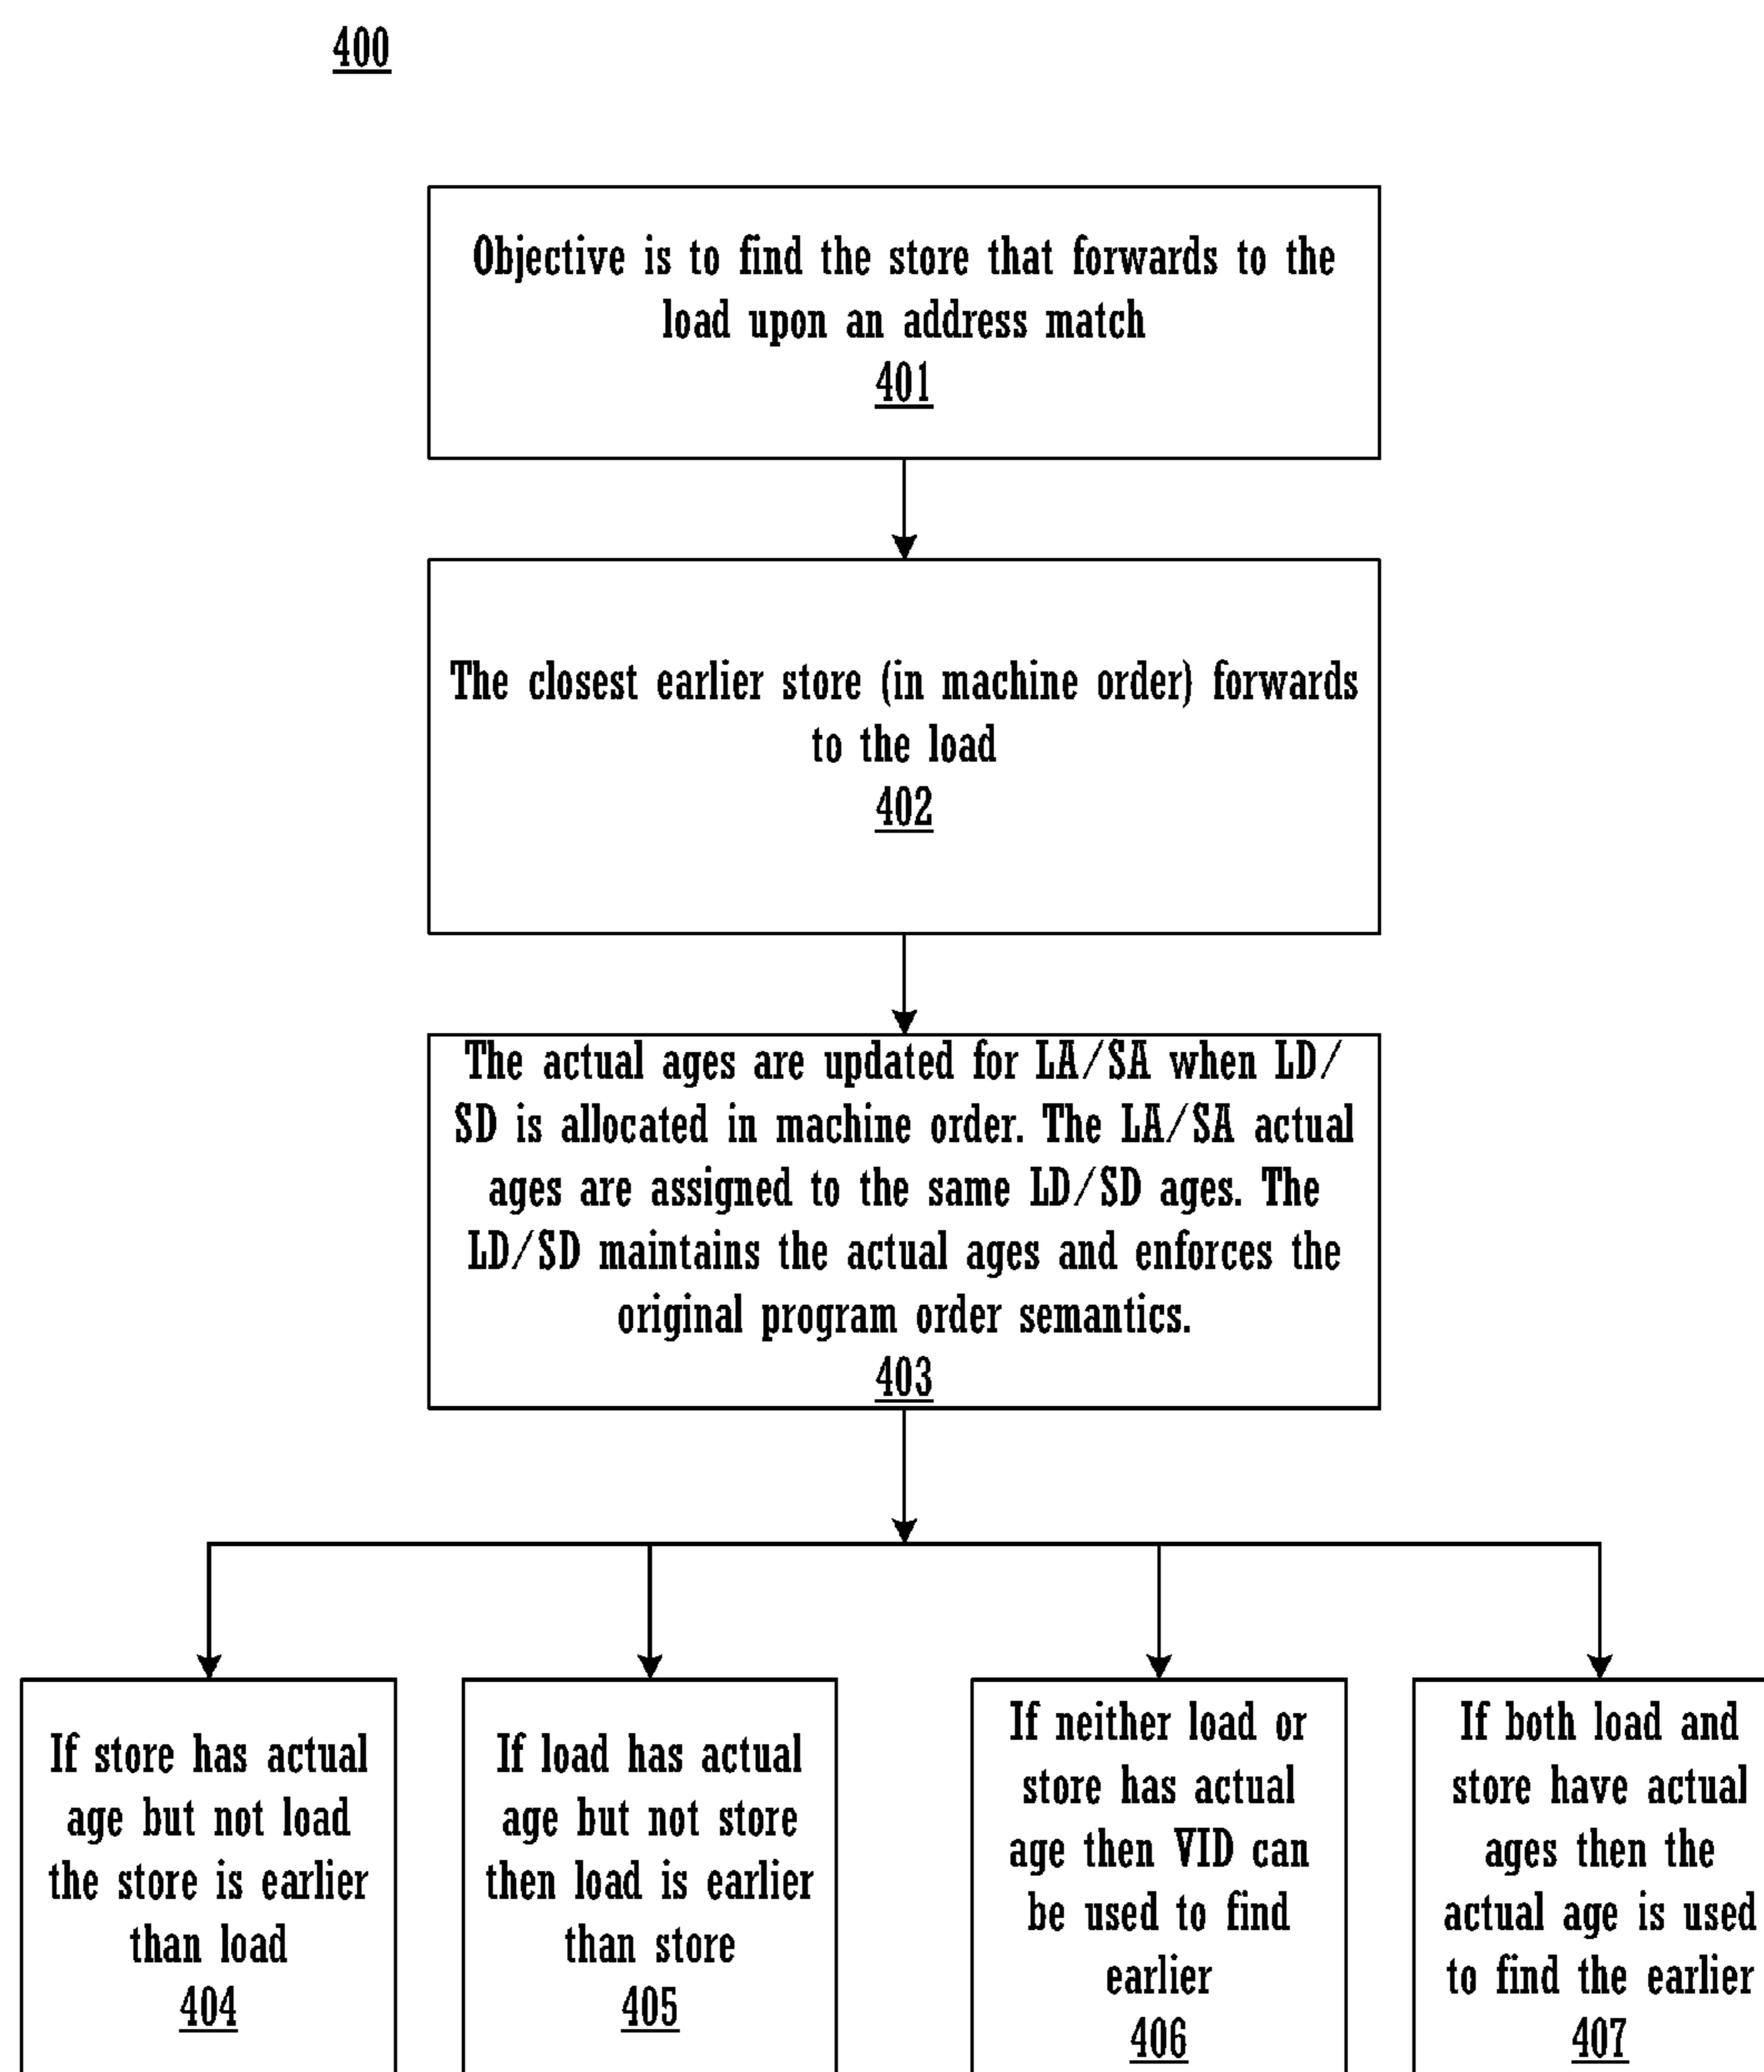 400
Objective is to find the store that forwards to the
load upon an address match
401
The closest earlier store (in machine order) forwards
to the load
402
The actual ages are updated for LA/SA when LD/
SD is allocated in machine order. The LA/SA actual
ages are assigned to the same LD/SD ages. The
LD/SD maintains the actual ages and enforces the
original program order semantics.
403
If store has actual
age but not load
the store is earlier
than load
404
If load has actual
age but not store
then load is earlier
than store
405
If neither load or
store has actual
age then VID can
be used to find
earlier
406
If both load and
store have actual
ages then the
actual age is used
to find the earlier
407